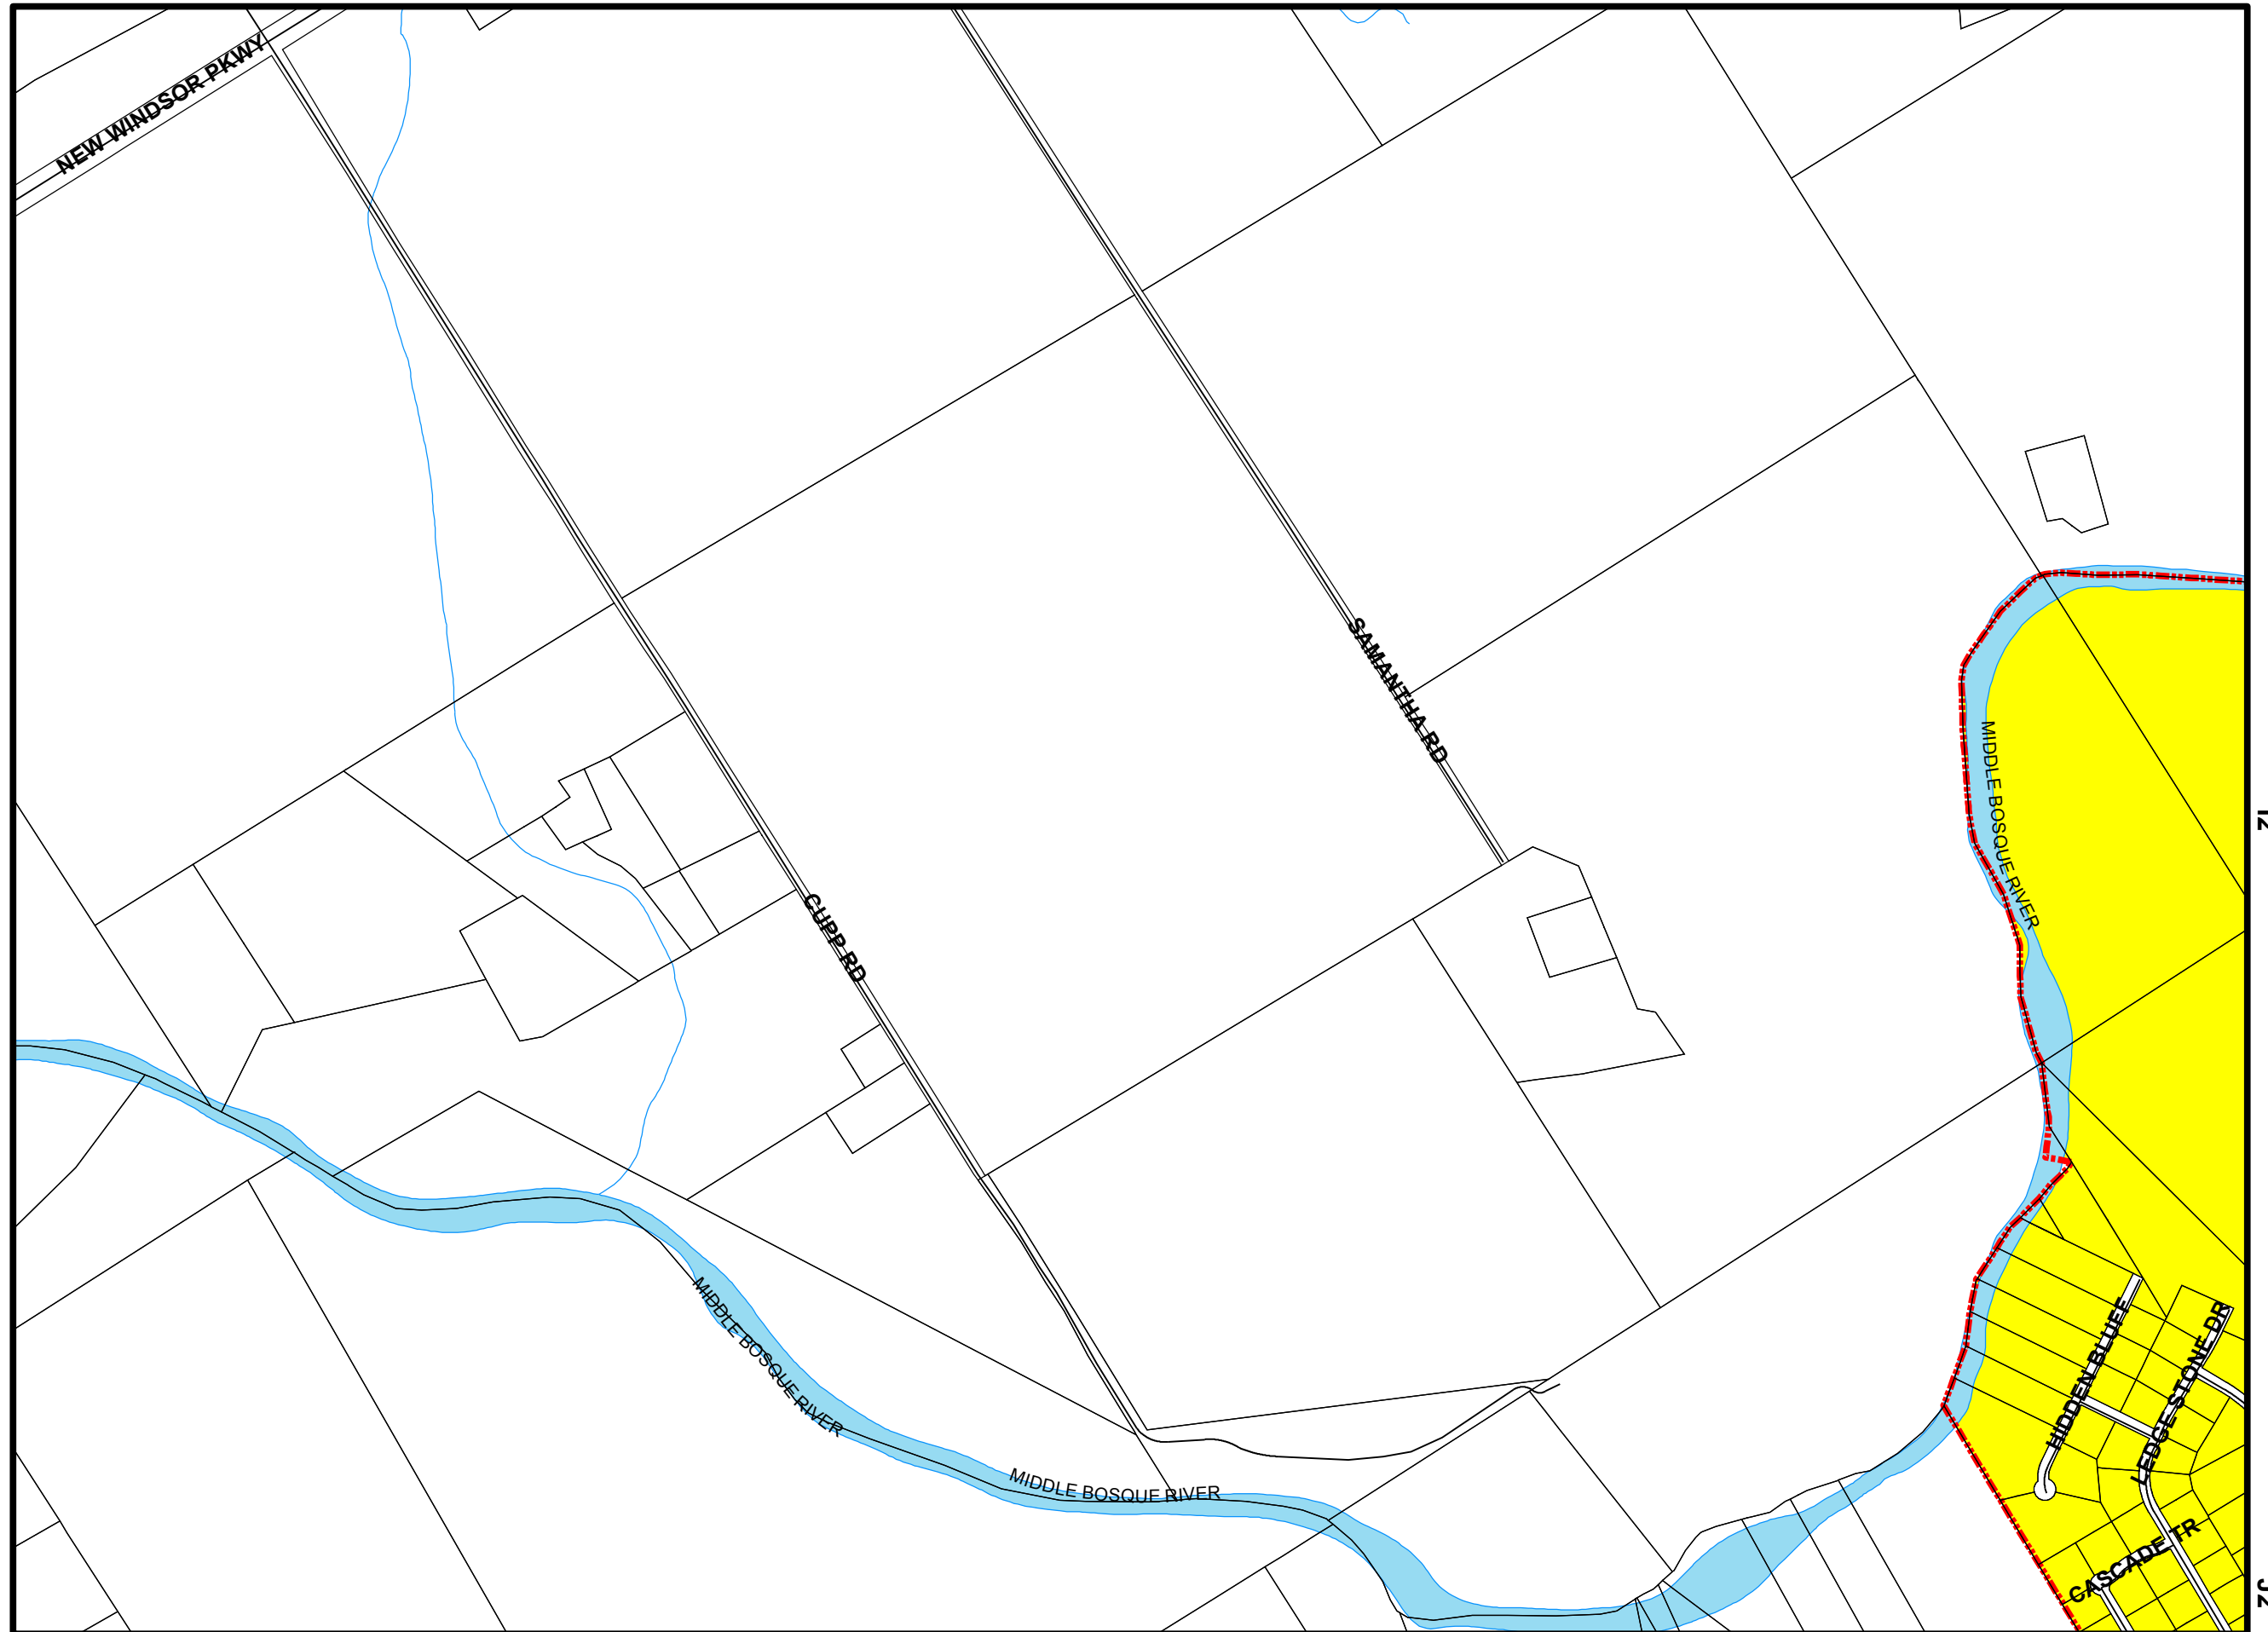 NEW WINDSOR PKWY
SAMANTHA RD
MIDDLE BOSQUE RIVER
CUPP RD
MIDDLE BOSQUE RIVER
HIDDEN BLUFF
LEDGESTONE DR
MIDDLE BOSQUE RIVER
CASCADE TR